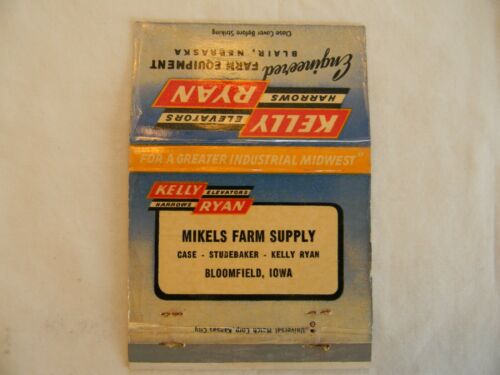 Close Cover Before Striking
Engineered
FARM EQUIPMENT
BLAIR, NEBRASKA
KELLY ELEVATORS
HARROWS RYAN
"FOR A GREATER INDUSTRIAL MIDWEST"
KELLY ELEVATORS
HARROWS RYAN
MIKELS FARM SUPPLY
CASE - STUDEBAKER - KELLY RYAN
BLOOMFIELD, IOWA
Universal Match Corp. Kansas City